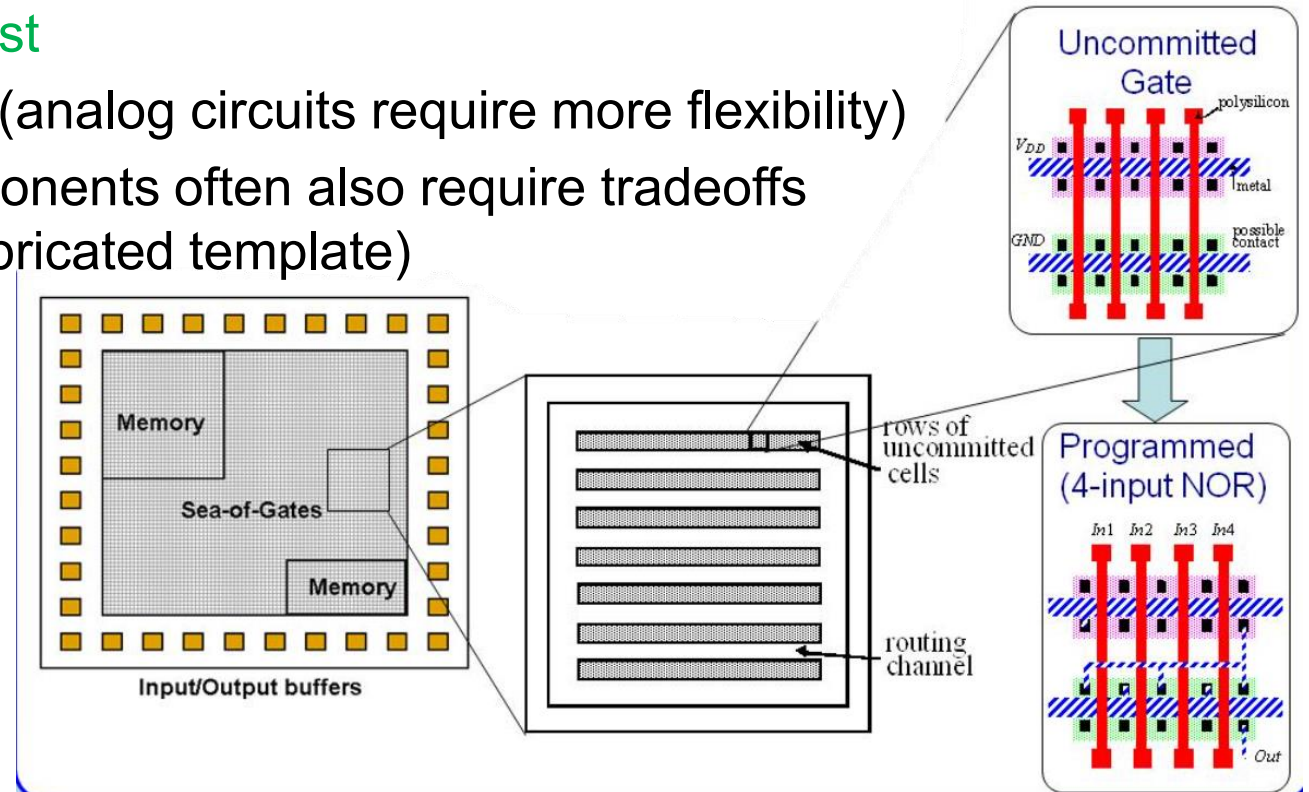 st
(analog circuits require more flexibility)
onents often also require tradeoffs
bricated template)
Memory
Sea-of-Gates
Memory
Input/Output buffers
rows of
uncommitted
cells
routing
channel
Uncommitted
Gate
polysilicon
VDD
metal
possible
contact
GND
Programmed
(4-input NOR)
In1 In2 In3 In4
Out